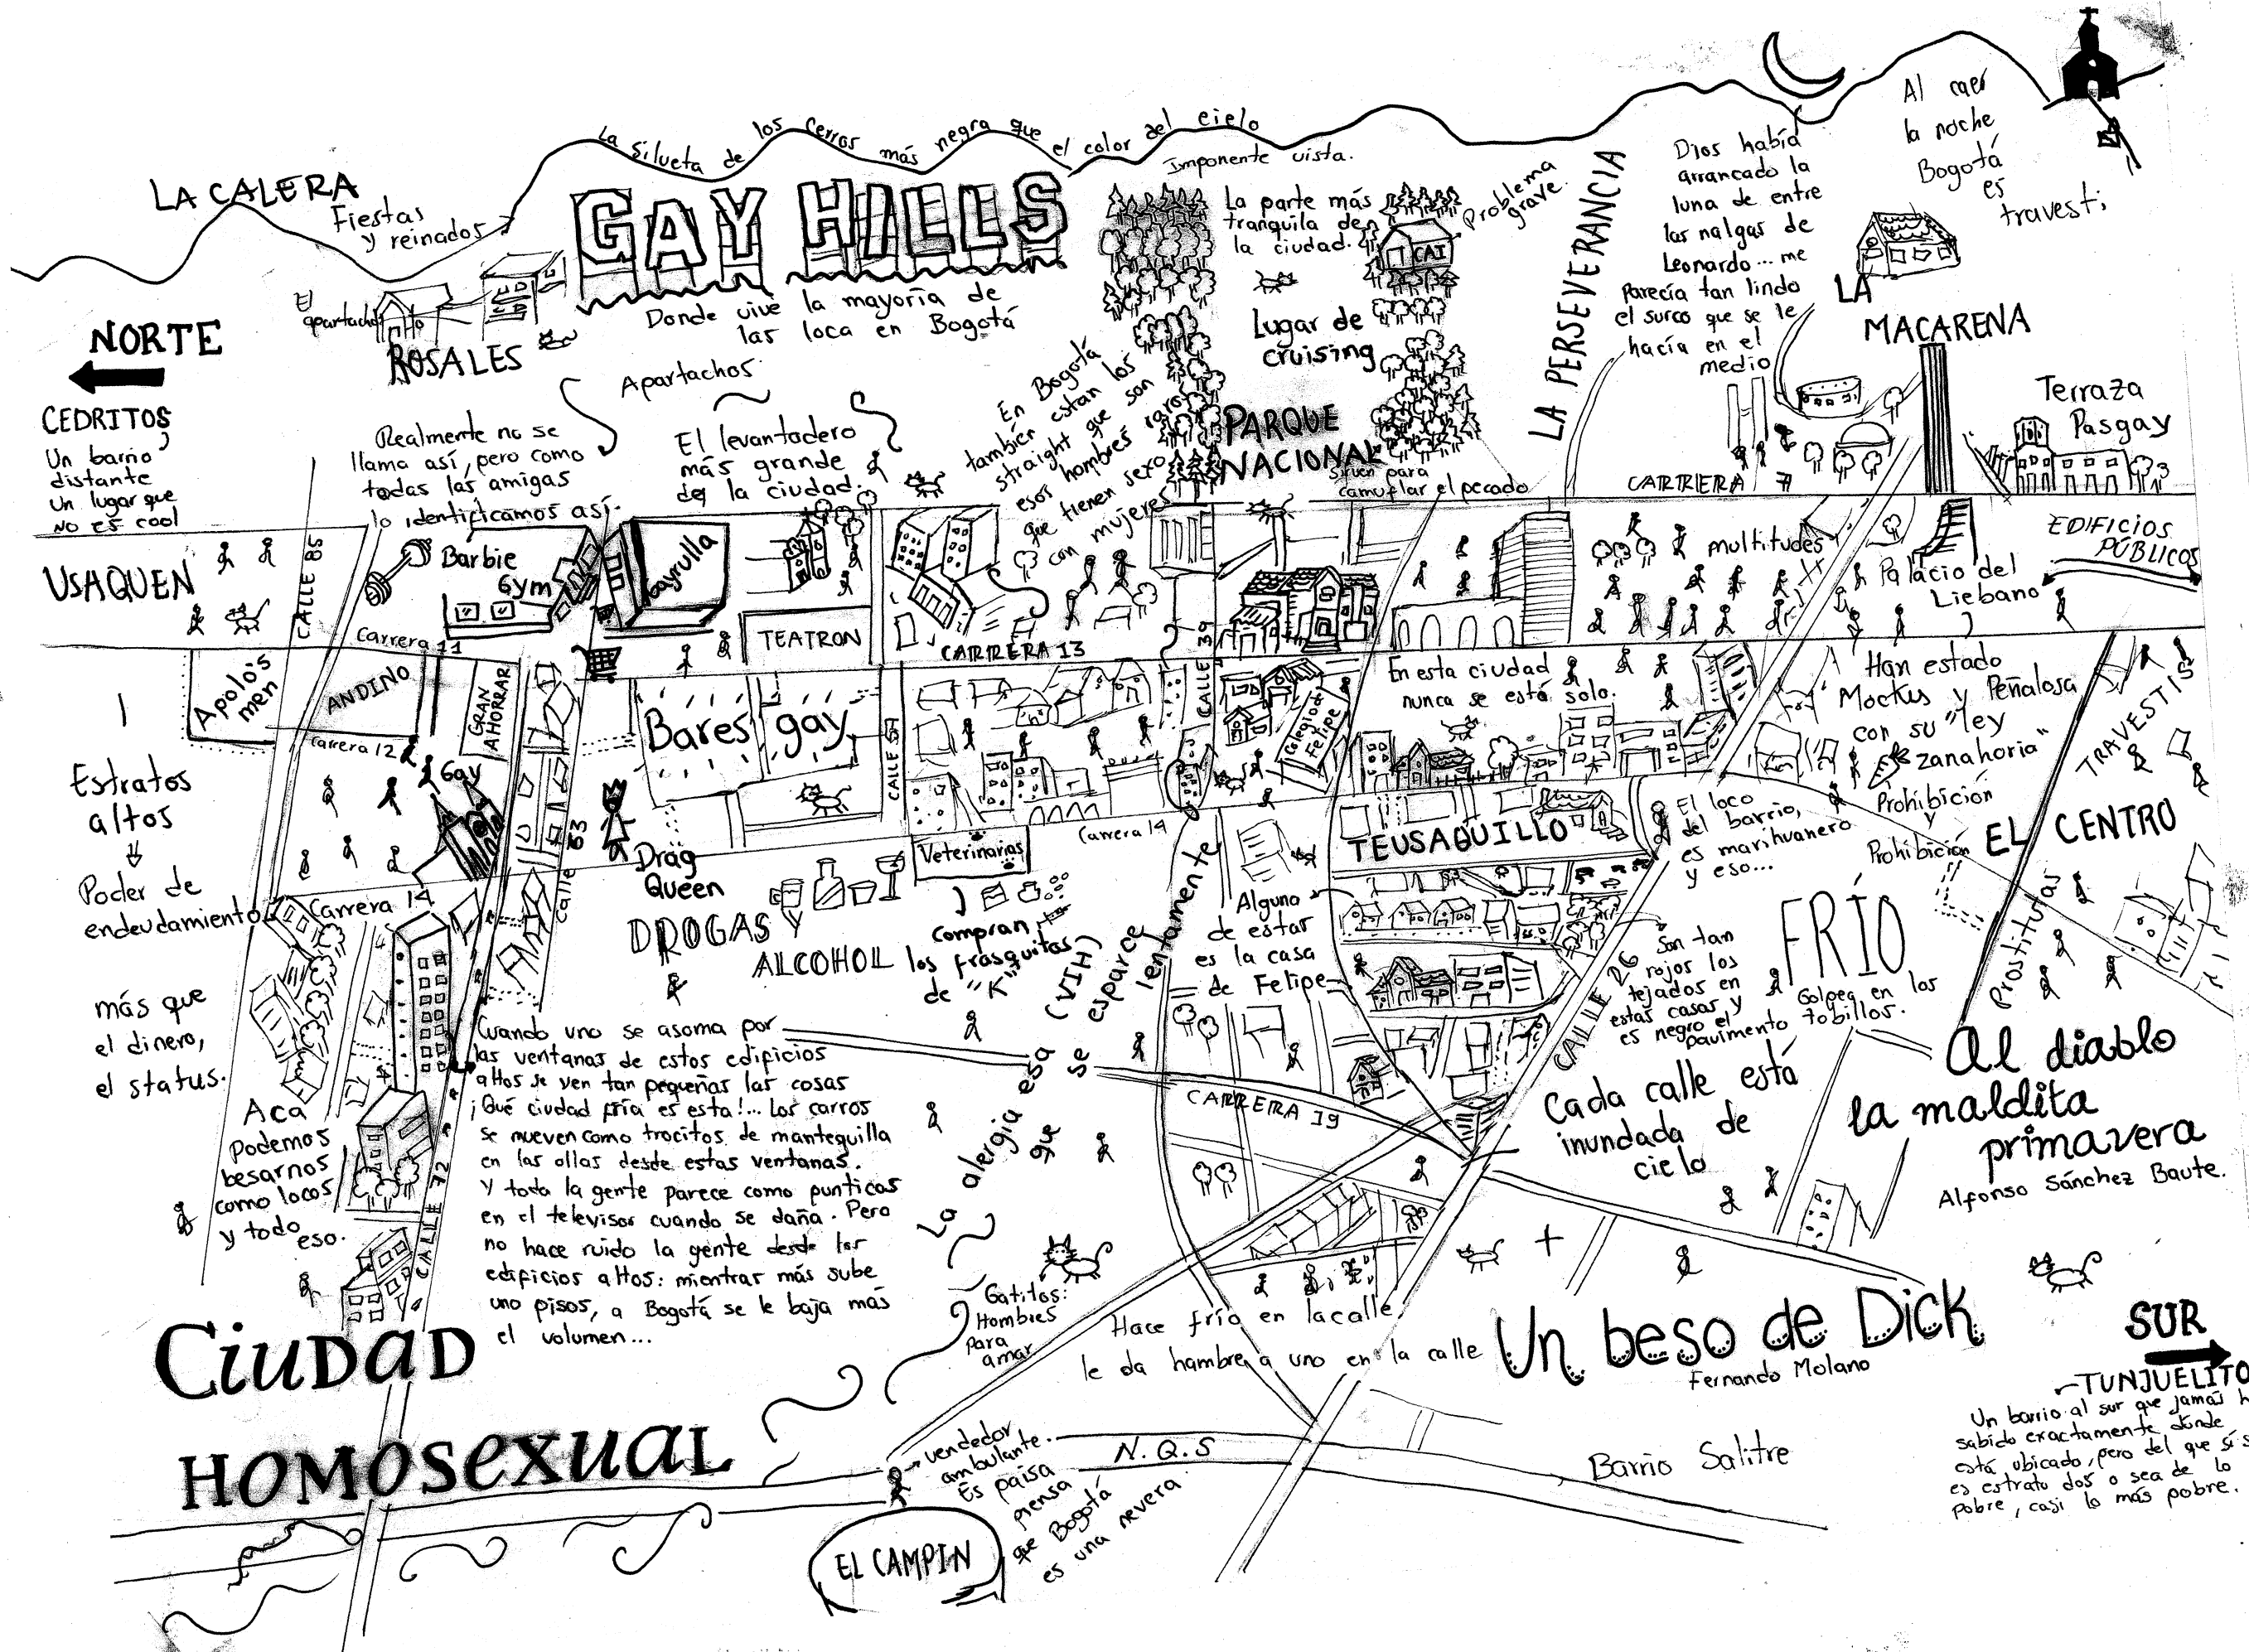 La silueta de los cerros más negra que el color del cielo
LA CALERA
Fiestas
y reinados
GAY HILLS
Donde vive la mayoría de
las loca en Bogotá
El
apartacho
ROSALES
Apartachos
NORTE
CEDRITOS
Un barrio
distante
Un lugar que
NO es cool
Realmente no se
llama así, pero como
todas las amigas
lo identificamos así.
El levantadero
más grande
de la ciudad.
En Bogotá
también estan los
straight que son
esos hombres raros
que tienen sexo
con mujeres
Imponente vista.
La parte más
tranquila de
la ciudad.
CAI
Problema
grave.
Lugar de
cruising
PARQUE
NACIONAL
Sirven para
camuflar el pecado
LA PERSEVERANCIA
Dios había
arrancado la
luna de entre
las nalgas de
Leonardo... me
parecía tan lindo
el surco que se le
hacía en el
medio
Al caer
la noche
Bogotá
es
travesti
LA
MACARENA
Terraza
Pasgay
CARRERA 7
EDIFICIOS
PÚBLICOS
USAQUEN
CALLE 85
Barbie
Gym
Gayrulla
TEATRON
Carrera 11
CARRERA 13
CALLE 39
multitudes
Palacio del
Liebano
Apolo's
men
ANDINO
GRAN
AHORRAR
Carrera 12
Gay
Bares gay
CALLE 57
Colegio de
Felipe
En esta ciudad
nunca se está solo.
Han estado
Mockus y Peñalosa
con su "ley
zanahoria"
Prohibición
y
Prohibición
TRAVESTIS
EL CENTRO
Prostitutas
Estratos
altos
Poder de
endeudamiento
más que
el dinero,
el status.
Carrera 14
Calle 63
Drag
Queen
DROGAS Y
ALCOHOL
Veterinarias
compran
los frasquitos
de "K"
Carrera 14
La alergia esa (VIH)
que se esparce
lentamente
Alguno
de estar
es la casa
de Felipe
TEUSAQUILLO
El loco
del barrio,
es marihuanero
y eso...
CALLE 26
Son tan
rojos los
tejados en
estas casas y
es negro el
pavimento
FRÍO
Golpea en los
tobillos.
Cada calle está
inundada de
cielo
Al diablo
la maldita
primavera
Alfonso Sánchez Baute.
Aca
Podemos
besarnos
como locos
y todo
eso.
CALLE 72
Cuando uno se asoma por
las ventanas de estos edificios
altos se ven tan pequeñas las cosas
¡Qué ciudad fría es esta!... Los carros
se mueven como trocitos de mantequilla
en las ollas desde estas ventanas.
Y toda la gente parece como punticos
en el televisor cuando se daña. Pero
no hace ruido la gente desde los
edificios altos: mientrar más sube
uno pisos, a Bogotá se le baja más
el volumen...
CARRERA 19
Gatitos:
Hombres
para
amar
Hace frío en la calle,
le da hambre a uno en la calle
Un beso de Dick
Fernando Molano
SUR
TUNJUELITO
Un barrio al sur que jamás h
sabido exactamente dónde
está ubicado, pero del que sí s
es estrato dos o sea de lo
pobre, casi lo más pobre.
Ciudad
Homosexual
vendedor
ambulante.
Es paisa
piensa
que Bogotá
es una nevera
N.Q.S
Barrio Salitre
EL CAMPIN